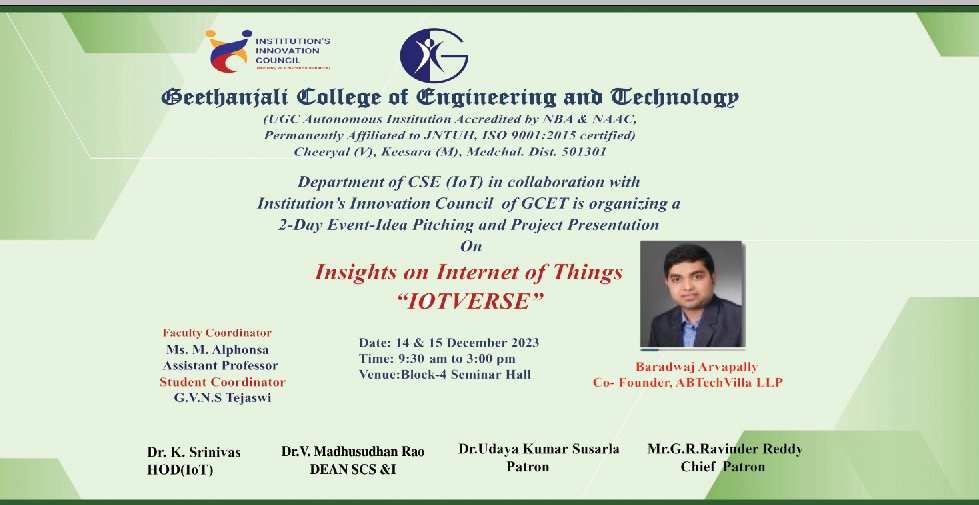 INSTITUTION'S
INNOVATION
COUNCIL
G
Geethanjali College of Engineering and Technology
(UGC Autonomous Institution Accredited by NBA & NAAC,
Permanently Affiliated to JNTUH, ISO 9001:2015 certified)
Cheeryal (V), Keesara (M), Medchal. Dist. 501301
Department of CSE (IoT) in collaboration with
Institution's Innovation Council of GCET is organizing a
2-Day Event-Idea Pitching and Project Presentation
On
Insights on Internet of Things
“IOTVERSE”
Faculty Coordinator
Ms. M. Alphonsa
Assistant Professor
Student Coordinator
G.V.N.S Tejaswi
Date: 14 & 15 December 2023
Time: 9:30 am to 3:00 pm
Venue:Block-4 Seminar Hall
Baradwaj Arvapally
Co- Founder, ABTechVilla LLP
Dr. K. Srinivas
HOD(IoT)
Dr.V. Madhusudhan Rao
DEAN SCS &I
Dr.Udaya Kumar Susarla
Patron
Mr.G.R.Ravinder Reddy
Chief Patron